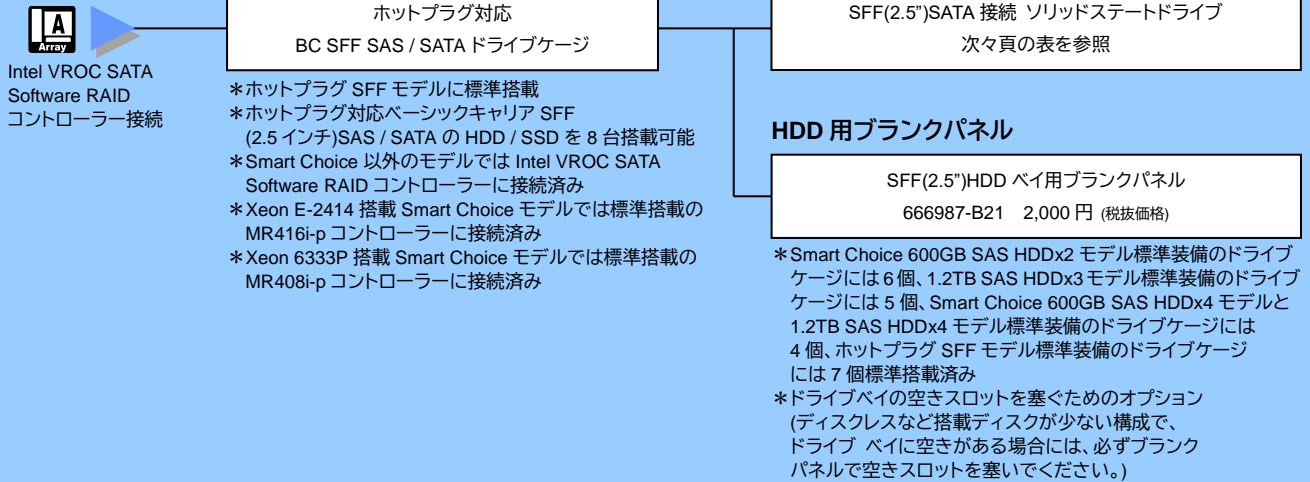 A
Array
Intel VROC SATA
Software RAID
コントローラー接続
ホットプラグ対応
BC SFF SAS / SATA ドライブケージ
＊ホットプラグ SFF モデルに標準搭載
＊ホットプラグ対応ベーシックキャリア SFF
(2.5 インチ)SAS / SATA の HDD / SSD を 8 台搭載可能
＊Smart Choice 以外のモデルでは Intel VROC SATA
Software RAID コントローラーに接続済み
＊Xeon E-2414 搭載 Smart Choice モデルでは標準搭載の
MR416i-p コントローラーに接続済み
＊Xeon 6333P 搭載 Smart Choice モデルでは標準搭載の
MR408i-p コントローラーに接続済み
SFF(2.5”)SATA 接続 ソリッドステートドライブ
次々頁の表を参照
HDD 用ブランクパネル
SFF(2.5”)HDD ベイ用ブランクパネル
666987-B21 2,000 円 (税抜価格)
＊Smart Choice 600GB SAS HDDx2 モデル標準装備のドライブ
ケージには 6 個、1.2TB SAS HDDx3 モデル標準装備のドライブ
ケージには 5 個、Smart Choice 600GB SAS HDDx4 モデルと
1.2TB SAS HDDx4 モデル標準装備のドライブケージには
4 個、ホットプラグ SFF モデル標準装備のドライブケージ
には 7 個標準搭載済み
＊ドライブベイの空きスロットを塞ぐためのオプション
(ディスクレスなど搭載ディスクが少ない構成で、
ドライブ ベイに空きがある場合には、必ずブランク
パネルで空きスロットを塞いでください。)